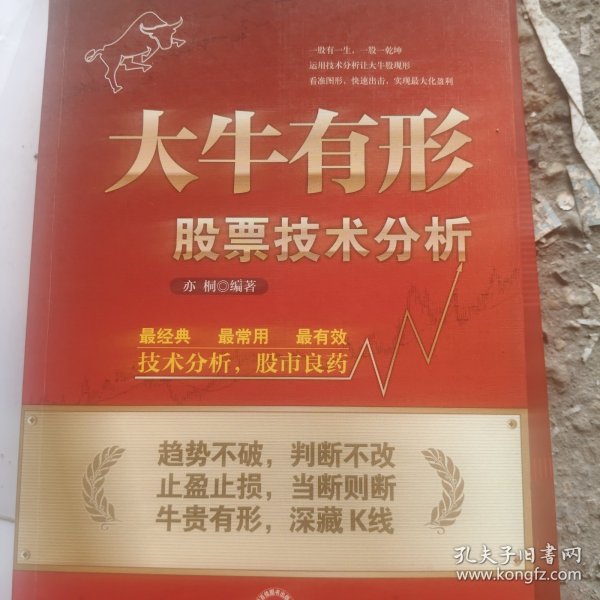 一股有一生，一股一乾坤
运用技术分析让大牛股现形
看准图形，快速出击，实现最大化盈利
大牛有形
股票技术分析
亦 桐◎编著
最经典 最常用 最有效
技术分析，股市良药
趋势不破，判断不改
止盈止损，当断则断
牛贵有形，深藏K线
孔夫子旧书网
www.kongfz.com